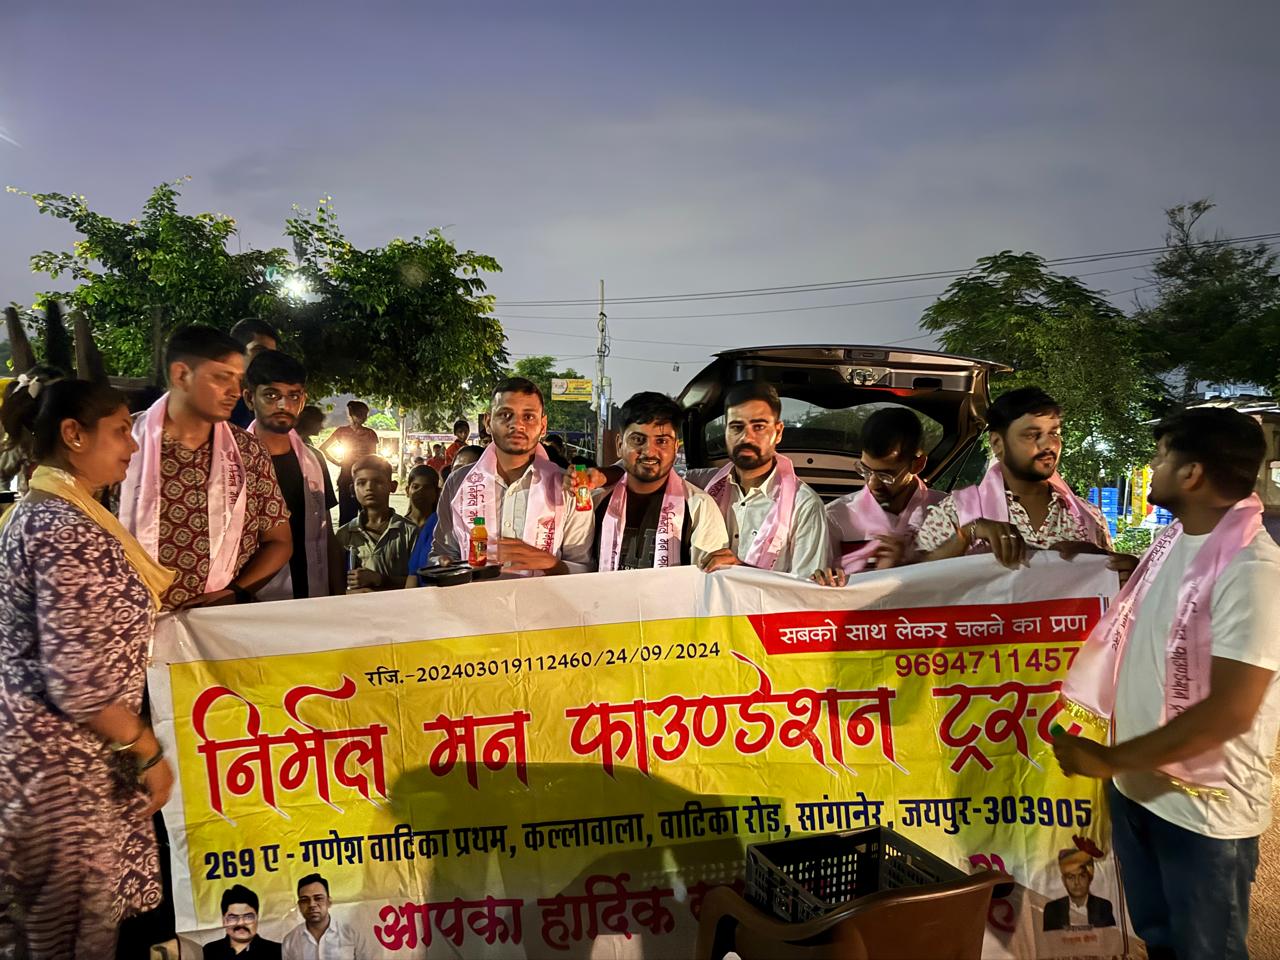 सबको साथ लेकर चलने का प्रण
रजि.-202403019112460/24/09/2024
969471145
निर्मल मन फाउण्डेशन ट्रस्ट
269 ए - गणेश वाटिका प्रथम, कल्लावाला, वाटिका रोड, सांगानेर, जयपुर-303905
आपका हार्दिक